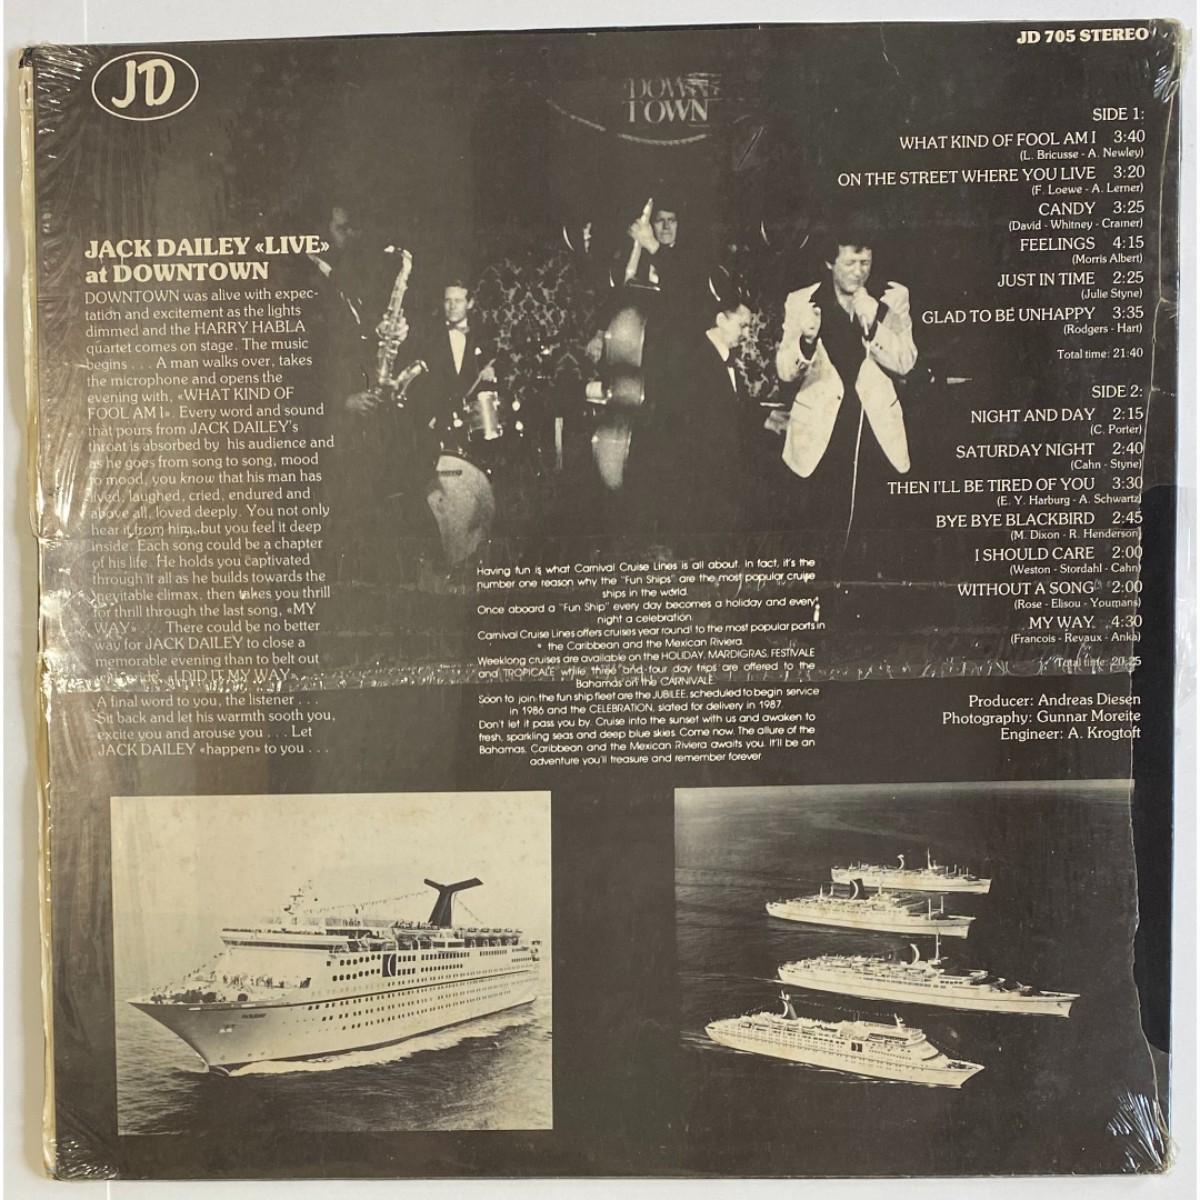 JD
JD 705 STEREO
DOWN
TOWN
JACK DAILEY «LIVE»
at DOWNTOWN
DOWNTOWN was alive with expec-
tation and excitement as the lights
dimmed and the HARRY HABLA
quartet comes on stage. The music
begins . . . A man walks over, takes
the microphone and opens the
evening with, «WHAT KIND OF
FOOL AM I». Every word and sound
that pours from JACK DAILEY's
throat is absorbed by his audience and
as he goes from song to song, mood
to mood, you know that his man has
lived, laughed, cried, endured and
above all, loved deeply. You not only
hear it from him, but you feel it deep
inside. Each song could be a chapter
of his life. He holds you captivated
through it all as he builds towards the
inevitable climax, then takes you thrill
for thrill through the last song, «MY
WAY» . . . There could be no better
way for JACK DAILEY to close a
memorable evening than to belt out
«I DID IT MY WAY»
A final word to you, the listener . . .
Sit back and let his warmth sooth you,
excite you and arouse you . . . Let
JACK DAILEY «happen» to you . . .
Having fun is what Carnival Cruise Lines is all about. In fact, it's the
number one reason why the "Fun Ships" are the most popular cruise
ships in the world.
Once aboard a "Fun Ship" every day becomes a holiday and every
night a celebration.
Carnival Cruise Lines offers cruises year round to the most popular ports in
the Caribbean and the Mexican Riviera.
Weeklong cruises are available on the HOLIDAY, MARDIGRAS, FESTIVALE
and TROPICALE while three and four day trips are offered to the
Bahamas on the CARNIVALE.
Soon to join the fun ship fleet are the JUBILEE, scheduled to begin service
in 1986 and the CELEBRATION, slated for delivery in 1987.
Don't let it pass you by. Cruise into the sunset with us and awaken to
fresh, sparkling seas and deep blue skies. Come now. The allure of the
Bahamas, Caribbean and the Mexican Riviera awaits you. It'll be an
adventure you'll treasure and remember forever.
SIDE 1:
WHAT KIND OF FOOL AM I 3:40
(L. Bricusse - A. Newley)
ON THE STREET WHERE YOU LIVE 3:20
(F. Loewe - A. Lerner)
CANDY 3:25
(David - Whitney - Cramer)
FEELINGS 4:15
(Morris Albert)
JUST IN TIME 2:25
(Julie Styne)
GLAD TO BE UNHAPPY 3:35
(Rodgers - Hart)
Total time: 21:40
SIDE 2:
NIGHT AND DAY 2:15
(C. Porter)
SATURDAY NIGHT 2:40
(Cahn - Styne)
THEN I'LL BE TIRED OF YOU 3:30
(E. Y. Harburg - A. Schwartz)
BYE BYE BLACKBIRD 2:45
(M. Dixon - R. Henderson)
I SHOULD CARE 2:00
(Weston - Stordahl - Cahn)
WITHOUT A SONG 2:00
(Rose - Elisou - Youmans)
MY WAY 4:30
(Francois - Revaux - Anka)
Total time: 20:25
Producer: Andreas Diesen
Photography: Gunnar Moreite
Engineer: A. Krogtoft
HOLIDAY